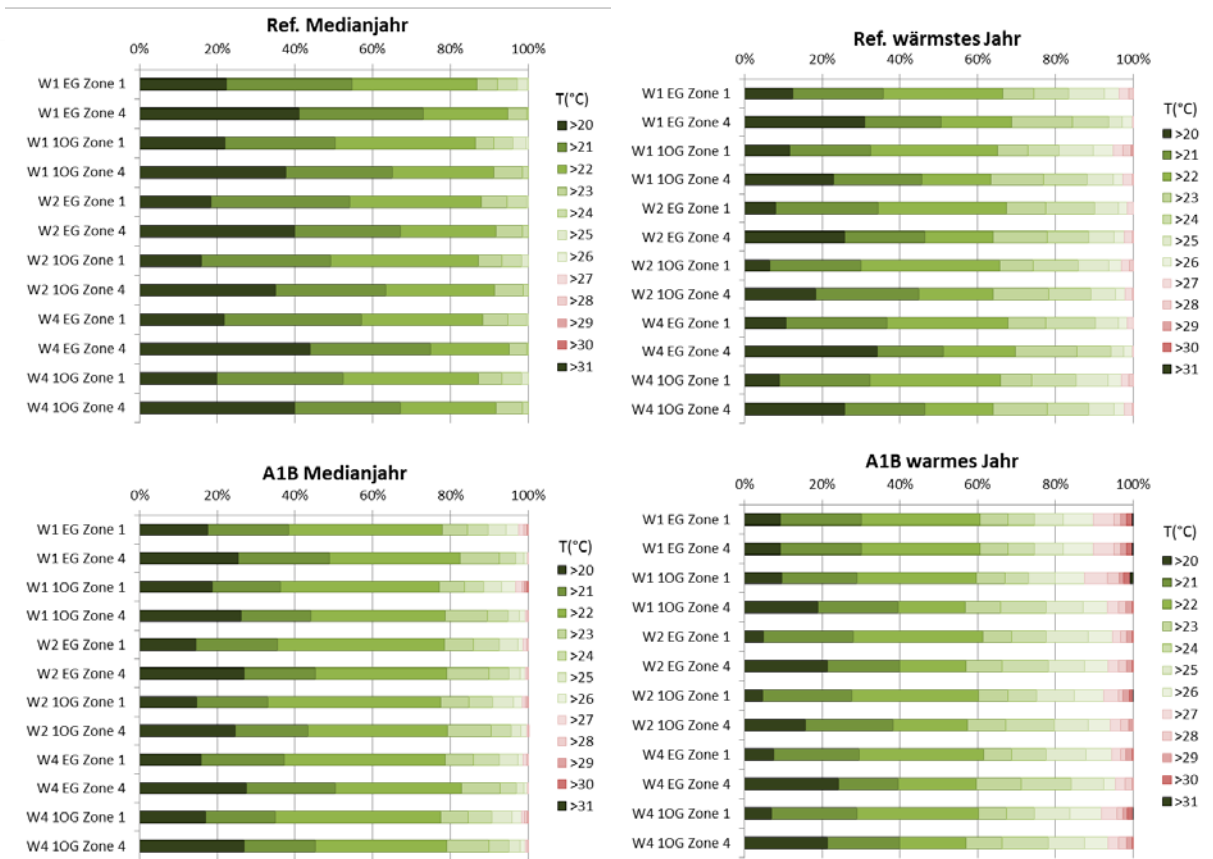 Ref. Medianjahr
0% 20% 40% 60% 80% 100%
W1 EG Zone 1
W1 EG Zone 4
W1 1OG Zone 1
W1 1OG Zone 4
W2 EG Zone 1
W2 EG Zone 4
W2 1OG Zone 1
W2 1OG Zone 4
W4 EG Zone 1
W4 EG Zone 4
W4 1OG Zone 1
W4 1OG Zone 4
T(°C)
>20
>21
>22
>23
>24
>25
>26
>27
>28
>29
>30
>31
Ref. wärmstes Jahr
0% 20% 40% 60% 80% 100%
W1 EG Zone 1
W1 EG Zone 4
W1 1OG Zone 1
W1 1OG Zone 4
W2 EG Zone 1
W2 EG Zone 4
W2 1OG Zone 1
W2 1OG Zone 4
W4 EG Zone 1
W4 EG Zone 4
W4 1OG Zone 1
W4 1OG Zone 4
T(°C)
>20
>21
>22
>23
>24
>25
>26
>27
>28
>29
>30
>31
A1B Medianjahr
0% 20% 40% 60% 80% 100%
W1 EG Zone 1
W1 EG Zone 4
W1 1OG Zone 1
W1 1OG Zone 4
W2 EG Zone 1
W2 EG Zone 4
W2 1OG Zone 1
W2 1OG Zone 4
W4 EG Zone 1
W4 EG Zone 4
W4 1OG Zone 1
W4 1OG Zone 4
T(°C)
>20
>21
>22
>23
>24
>25
>26
>27
>28
>29
>30
>31
A1B warmes Jahr
0% 20% 40% 60% 80% 100%
W1 EG Zone 1
W1 EG Zone 4
W1 1OG Zone 1
W1 1OG Zone 4
W2 EG Zone 1
W2 EG Zone 4
W2 1OG Zone 1
W2 1OG Zone 4
W4 EG Zone 1
W4 EG Zone 4
W4 1OG Zone 1
W4 1OG Zone 4
T(°C)
>20
>21
>22
>23
>24
>25
>26
>27
>28
>29
>30
>31